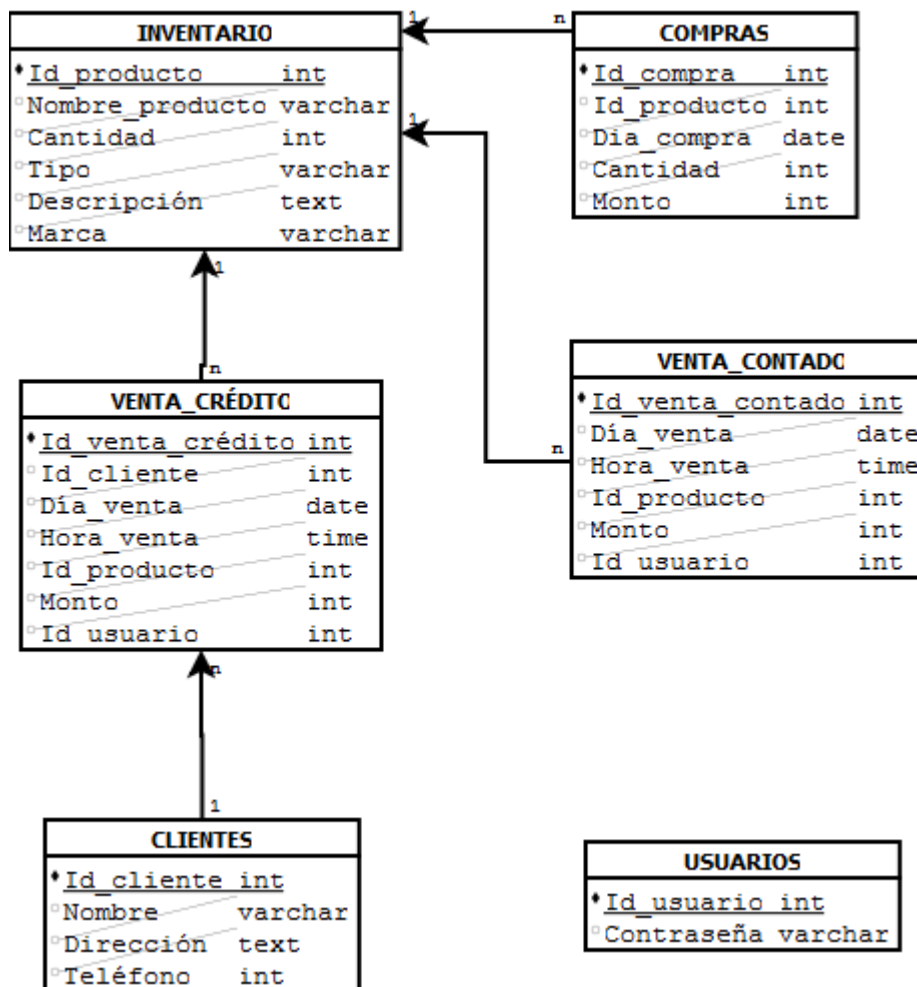 INVENTARIO
Id_producto int
Nombre_producto varchar
Cantidad int
Tipo varchar
Descripción text
Marca varchar
1
n
COMPRAS
Id_compra int
Id_producto int
Dia_compra date
Cantidad int
Monto int
1
n
VENTA_CONTADO
Id_venta_contado int
Día_venta date
Hora_venta time
Id_producto int
Monto int
Id_usuario int
1
n
VENTA_CRÉDITO
Id_venta_crédito int
Id_cliente int
Día_venta date
Hora_venta time
Id_producto int
Monto int
Id_usuario int
n
1
CLIENTES
Id_cliente int
Nombre varchar
Dirección text
Teléfono int
USUARIOS
Id_usuario int
Contraseña varchar